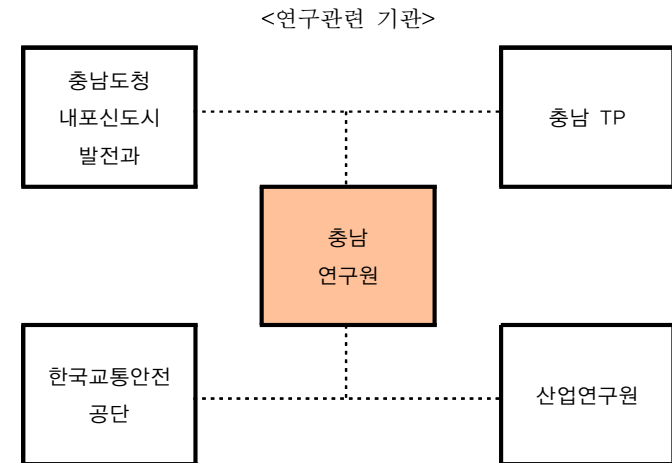 <연구관련 기관>
충남도청
내포신도시
발전과
충남 TP
충남
연구원
한국교통안전
공단
산업연구원